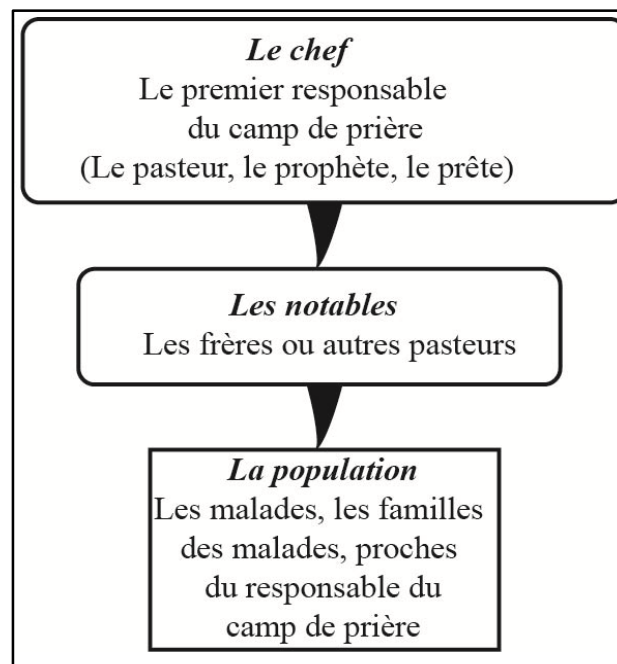 Le chef
Le premier responsable
du camp de prière
(Le pasteur, le prophète, le prête)
Les notables
Les frères ou autres pasteurs
La population
Les malades, les familles
des malades, proches
du responsable du
camp de prière